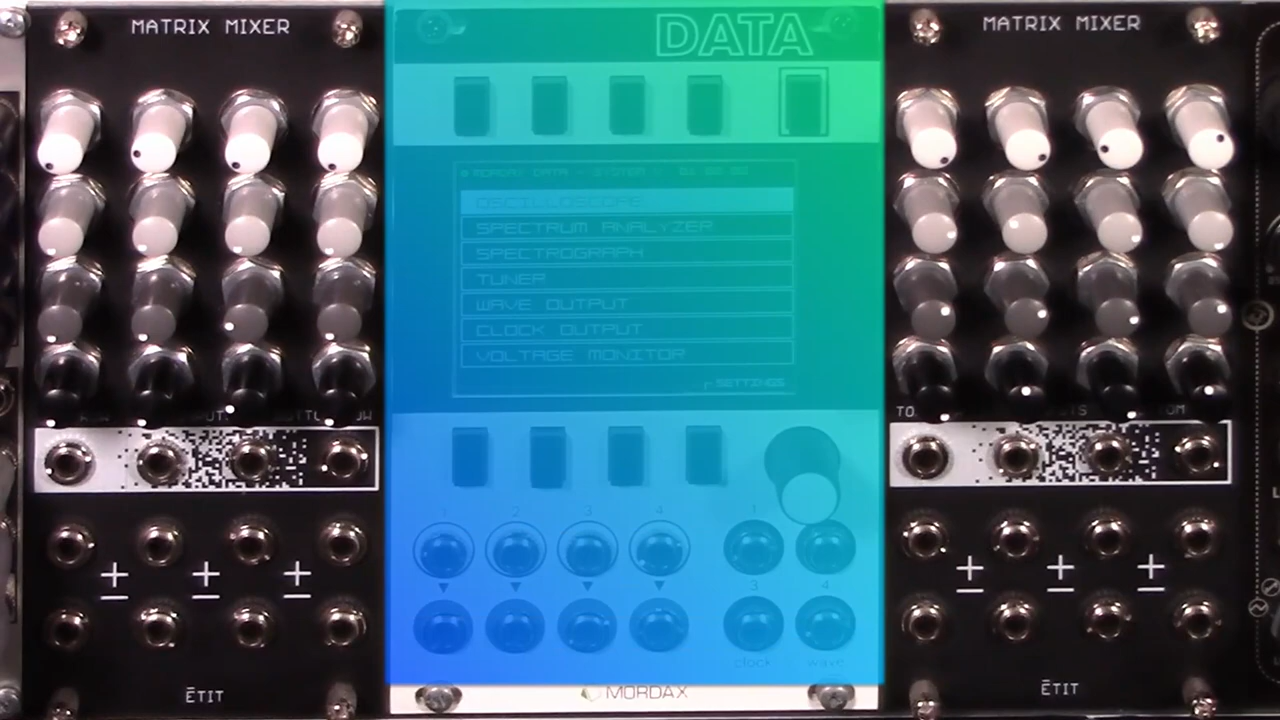 MATRIX MIXER
DATA
MATRIX MIXER
OSCILLOSCOPE
SPECTRUM ANALYZER
SPECTROGRAPH
TUNER
WAVE OUTPUT
CLOCK OUTPUT
VOLTAGE MONITOR
SETTINGS
1 2 3 4 1 2
3 4
clock wave
ĒTIT
MORDAX
ĒTIT